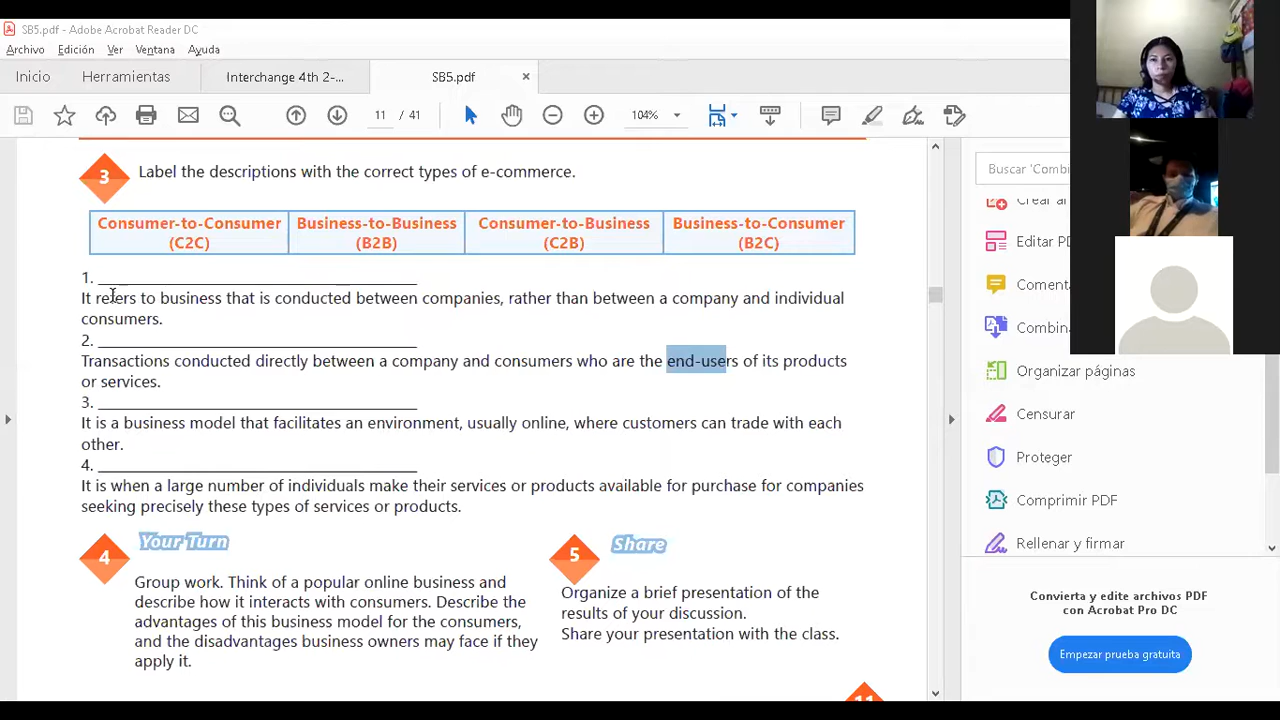 SB5.pdf - Adobe Acrobat Reader DC
Archivo Edición Ver Ventana Ayuda
Inicio Herramientas Interchange 4th 2-... SB5.pdf ×
11 / 41 104%
3 Label the descriptions with the correct types of e-commerce.
Consumer-to-Consumer (C2C)
Business-to-Business (B2B)
Consumer-to-Business (C2B)
Business-to-Consumer (B2C)
1. ___________________________________
It refers to business that is conducted between companies, rather than between a company and individual
consumers.
2. ___________________________________
Transactions conducted directly between a company and consumers who are the end-users of its products
or services.
3. ___________________________________
It is a business model that facilitates an environment, usually online, where customers can trade with each
other.
4. ___________________________________
It is when a large number of individuals make their services or products available for purchase for companies
seeking precisely these types of services or products.
4 Your Turn
Group work. Think of a popular online business and
describe how it interacts with consumers. Describe the
advantages of this business model for the consumers,
and the disadvantages business owners may face if they
apply it.
5 Share
Organize a brief presentation of the
results of your discussion.
Share your presentation with the class.
11
Buscar 'Comb
Crear ar
Editar PD
Coment
Combin
Organizar páginas
Censurar
Proteger
Comprimir PDF
Rellenar y firmar
Convierta y edite archivos PDF
con Acrobat Pro DC
Empezar prueba gratuita